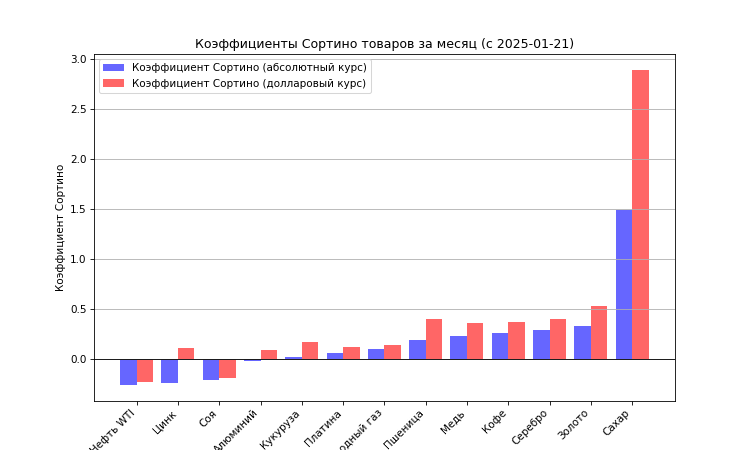 Коэффициенты Сортино товаров за месяц (с 2025-01-21)
Коэффициент Сортино (абсолютный курс)
Коэффициент Сортино (долларовый курс)
Коэффициент Сортино
3.0
2.5
2.0
1.5
1.0
0.5
0.0
Нефть WTI
Цинк
Соя
Алюминий
Кукуруза
Платина
газ
Пшеница
Медь
Кофе
Серебро
Золото
Сахар